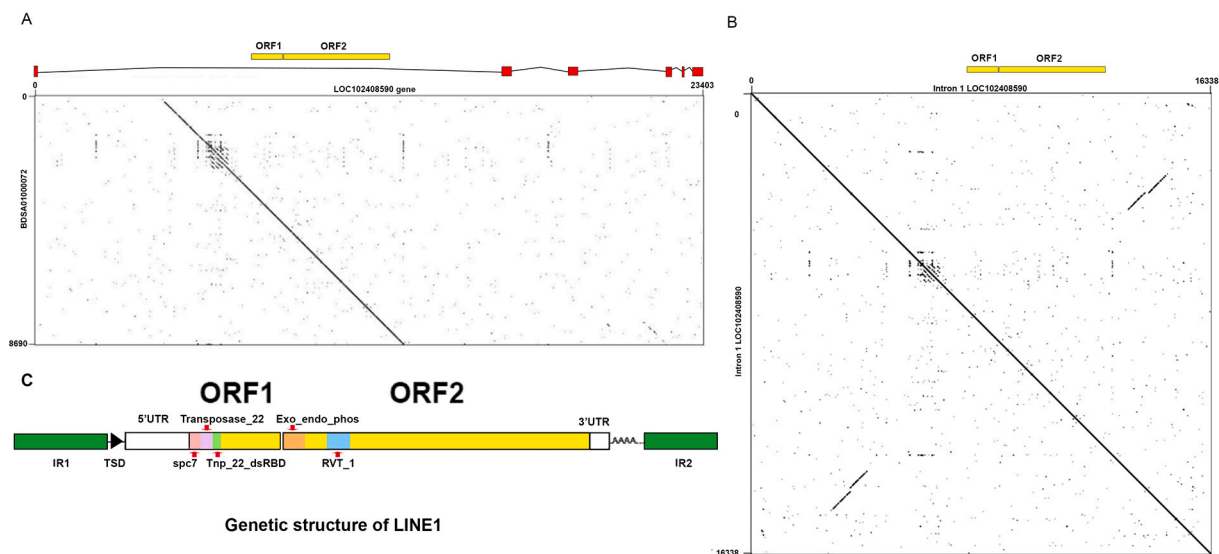 A
ORF1 ORF2
0 23403
LOC102408590 gene
0
BDSA01000072
8690
B
ORF1 ORF2
0 16338
Intron 1 LOC102408590
0
Intron 1 LOC102408590
16338
C
ORF1 ORF2
5'UTR Transposase_22 Exo_endo_phos 3'UTR
IR1 TSD spc7 Tnp_22_dsRBD RVT_1 IR2
Genetic structure of LINE1